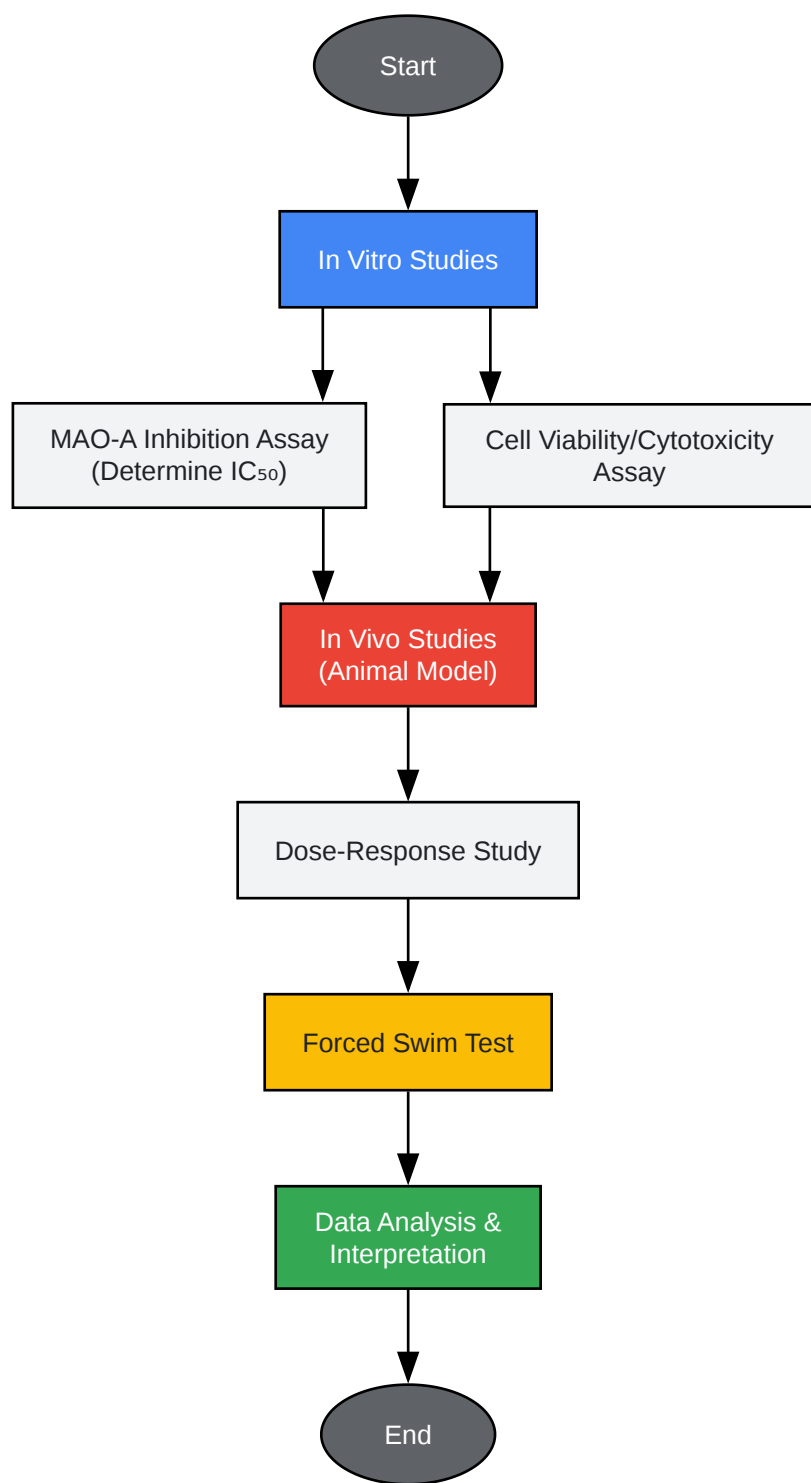 Start
In Vitro Studies
MAO-A Inhibition Assay
(Determine IC₅₀)
Cell Viability/Cytotoxicity
Assay
In Vivo Studies
(Animal Model)
Dose-Response Study
Forced Swim Test
Data Analysis &
Interpretation
End